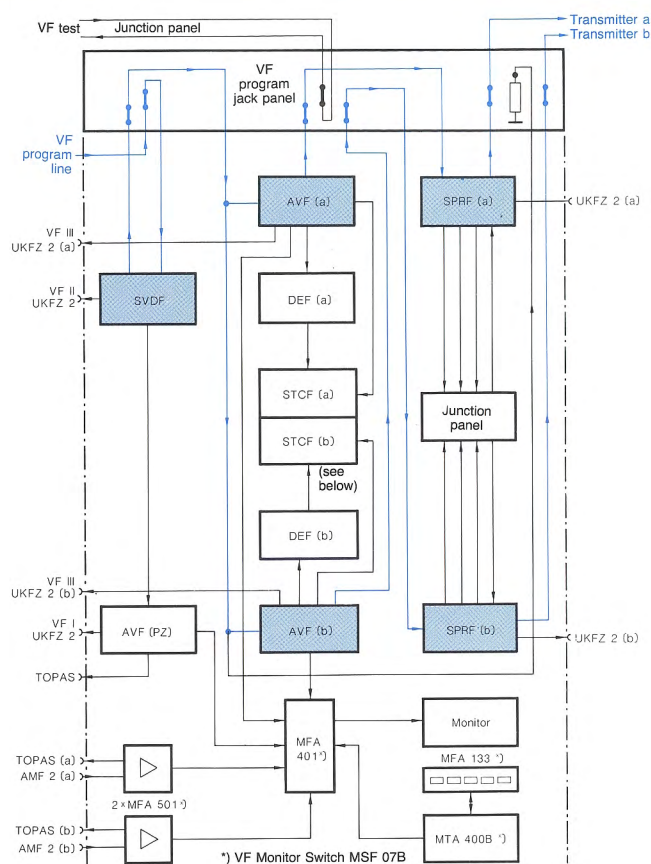 VF test
Junction panel
Transmitter a
Transmitter b
VF
program
jack panel
VF
program
line
AVF (a)
SPRF (a)
UKFZ 2 (a)
VF III
UKFZ 2 (a)
VF II
UKFZ 2
SVDF
DEF (a)
STCF (a)
STCF (b)
(see
below)
Junction
panel
DEF (b)
VF III
UKFZ 2 (b)
VF I
UKFZ 2
AVF (PZ)
AVF (b)
SPRF (b)
UKFZ 2 (b)
TOPAS
MFA
401*)
Monitor
MFA 133 *)
TOPAS (a)
AMF 2 (a)
2×MFA 501*)
TOPAS (b)
AMF 2 (b)
MTA 400B *)
*) VF Monitor Switch MSF 07B